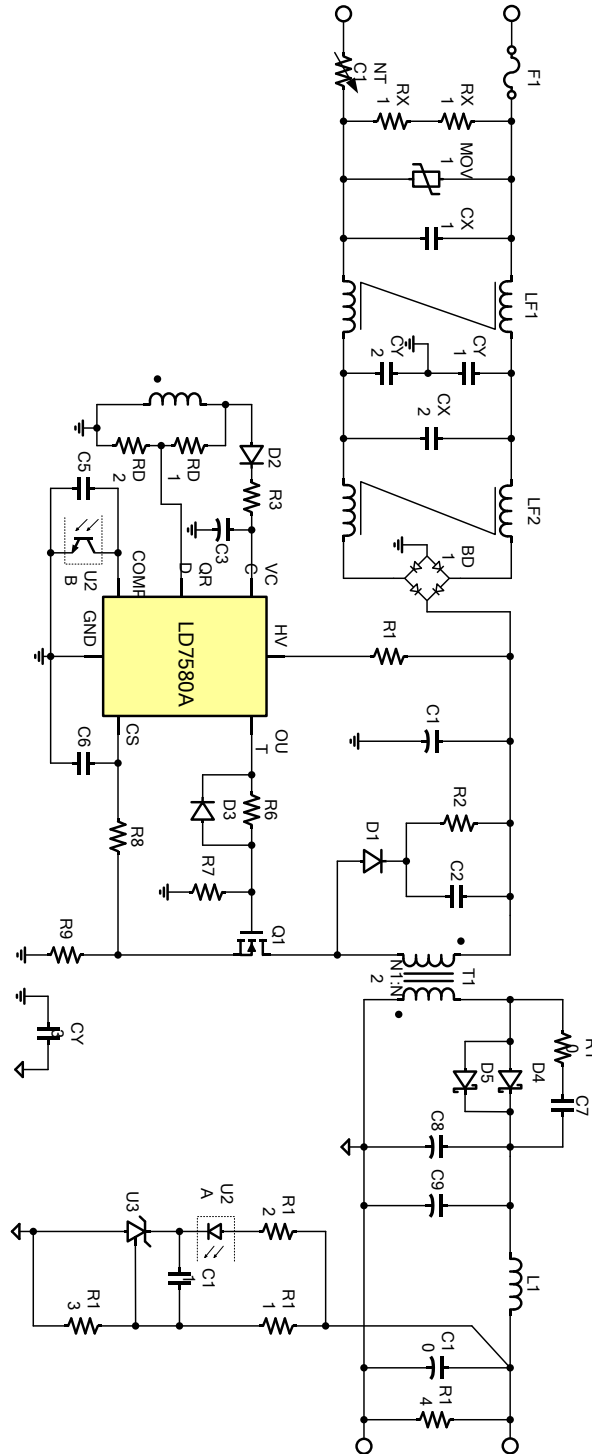 F1
NT
C1
RX
1
RX
1
MOV
1
CX
1
LF1
CY
1
CY
2
CX
2
LF2
BD
1
D2
R3
C3
RD
1
RD
2
C5
U2
B
COMP
QR
D
VC
C
GND
HV
LD7580A
CS
OU
T
R1
C1
C6
R6
D3
R7
R8
R9
Q1
D1
R2
C2
T1
N1:N
2
CY
3
R1
0
C7
D4
D5
C8
C9
L1
U3
U2
A
R1
2
C1
1
R1
1
R1
3
C1
0
R1
4